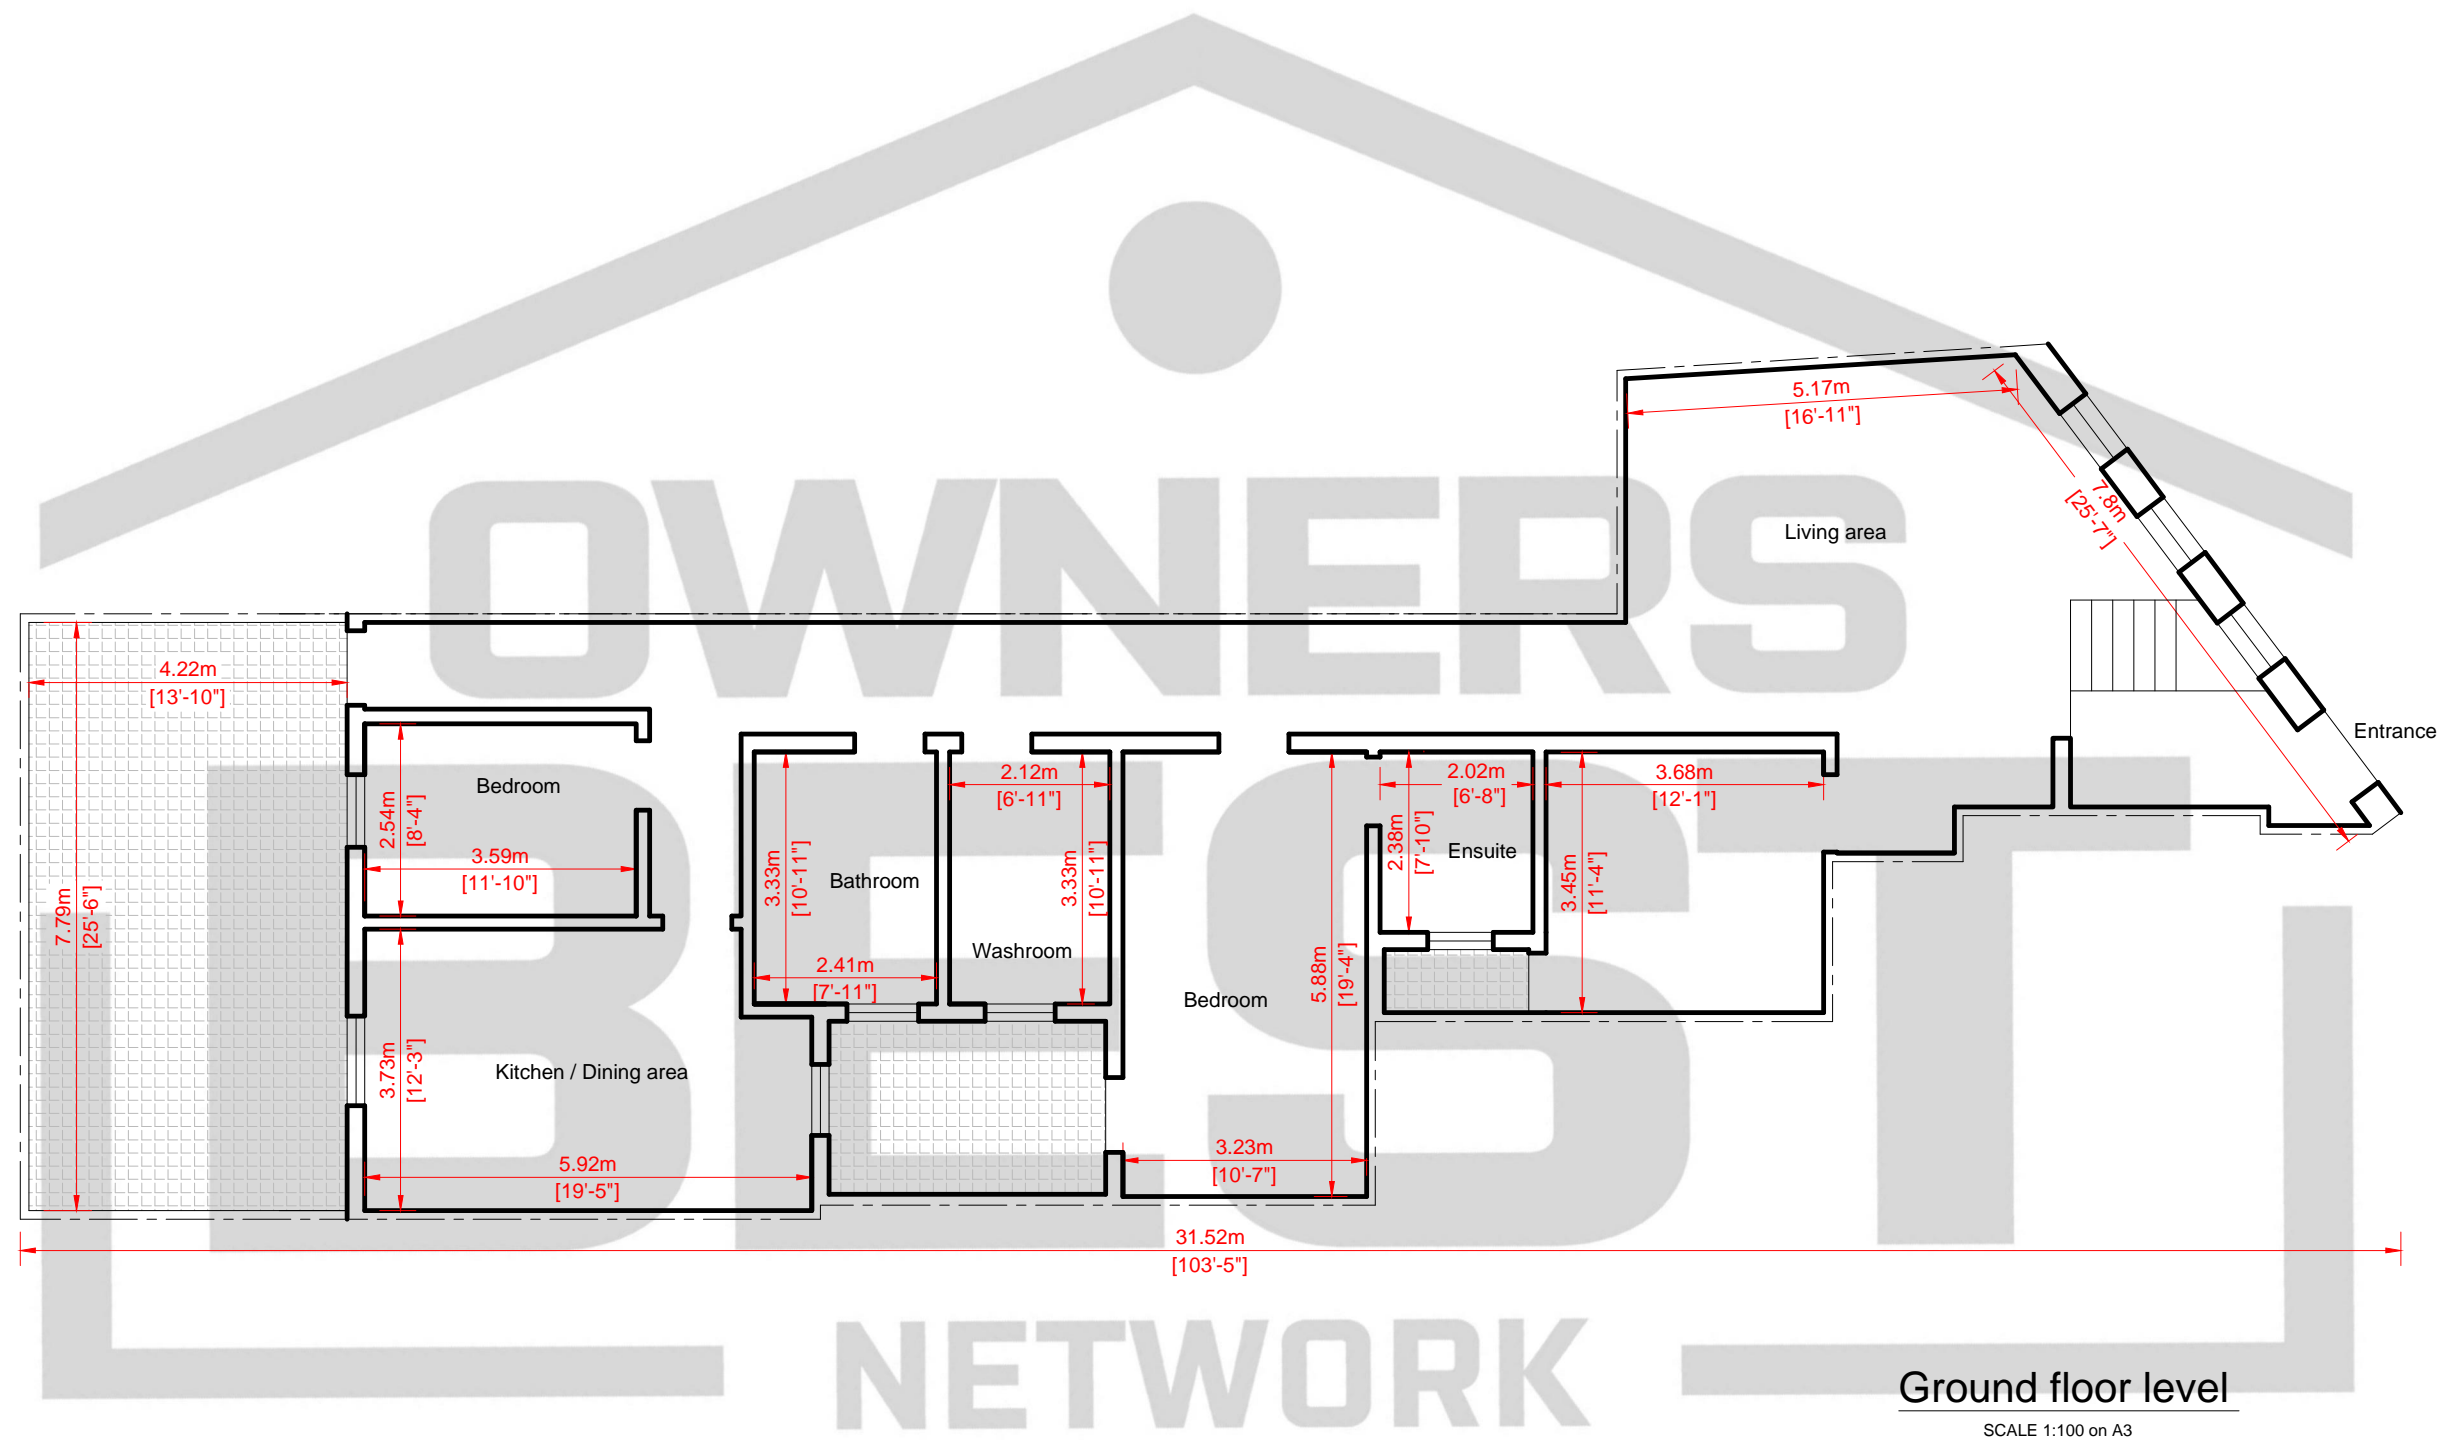 OWNERS
BEST
NETWORK
5.17m
[16'-11"]
7.8m
[25'-7"]
Living area
4.22m
[13'-10"]
Entrance
Bedroom
2.54m
[8'-4"]
3.59m
[11'-10"]
7.79m
[25'-6"]
3.33m
[10'-11"]
Bathroom
2.41m
[7'-11"]
2.12m
[6'-11"]
3.33m
[10'-11"]
Washroom
2.02m
[6'-8"]
2.38m
[7'-10"]
Ensuite
3.68m
[12'-1"]
3.45m
[11'-4"]
Bedroom
5.88m
[19'-4"]
3.23m
[10'-7"]
3.73m
[12'-3"]
Kitchen / Dining area
5.92m
[19'-5"]
31.52m
[103'-5"]
Ground floor level
SCALE 1:100 on A3